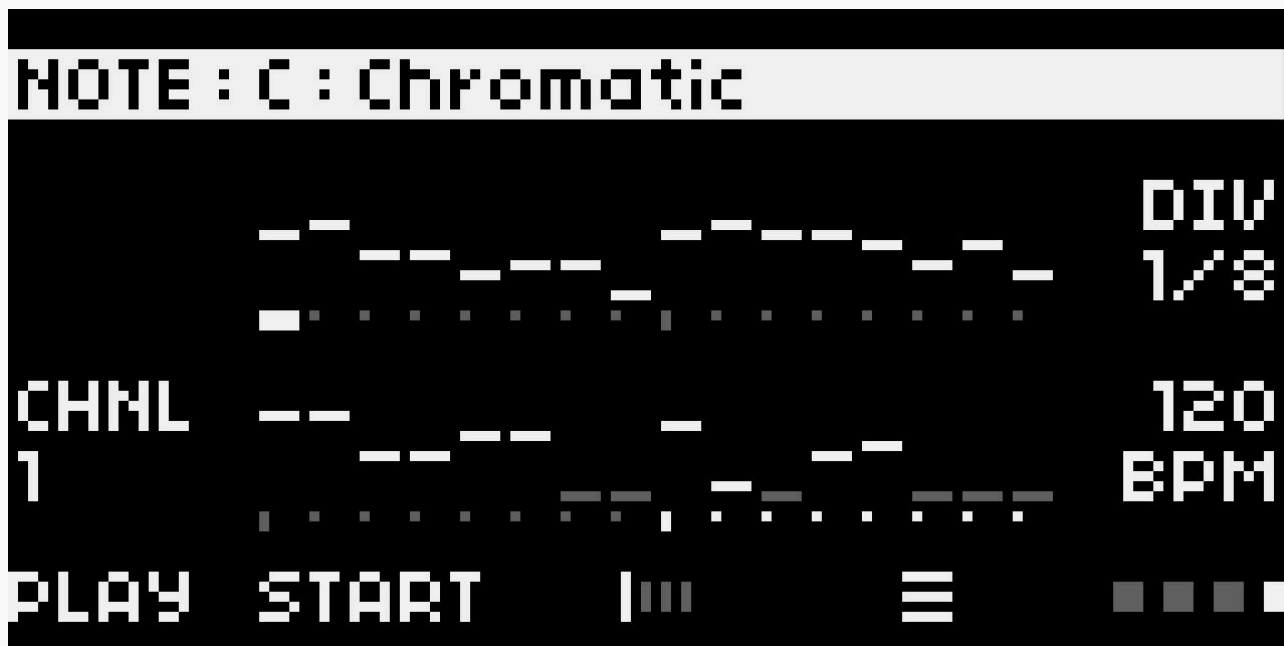 NOTE:C:Chromatic
DIV
1/8
CHNL
1
120
BPM
PLAY START